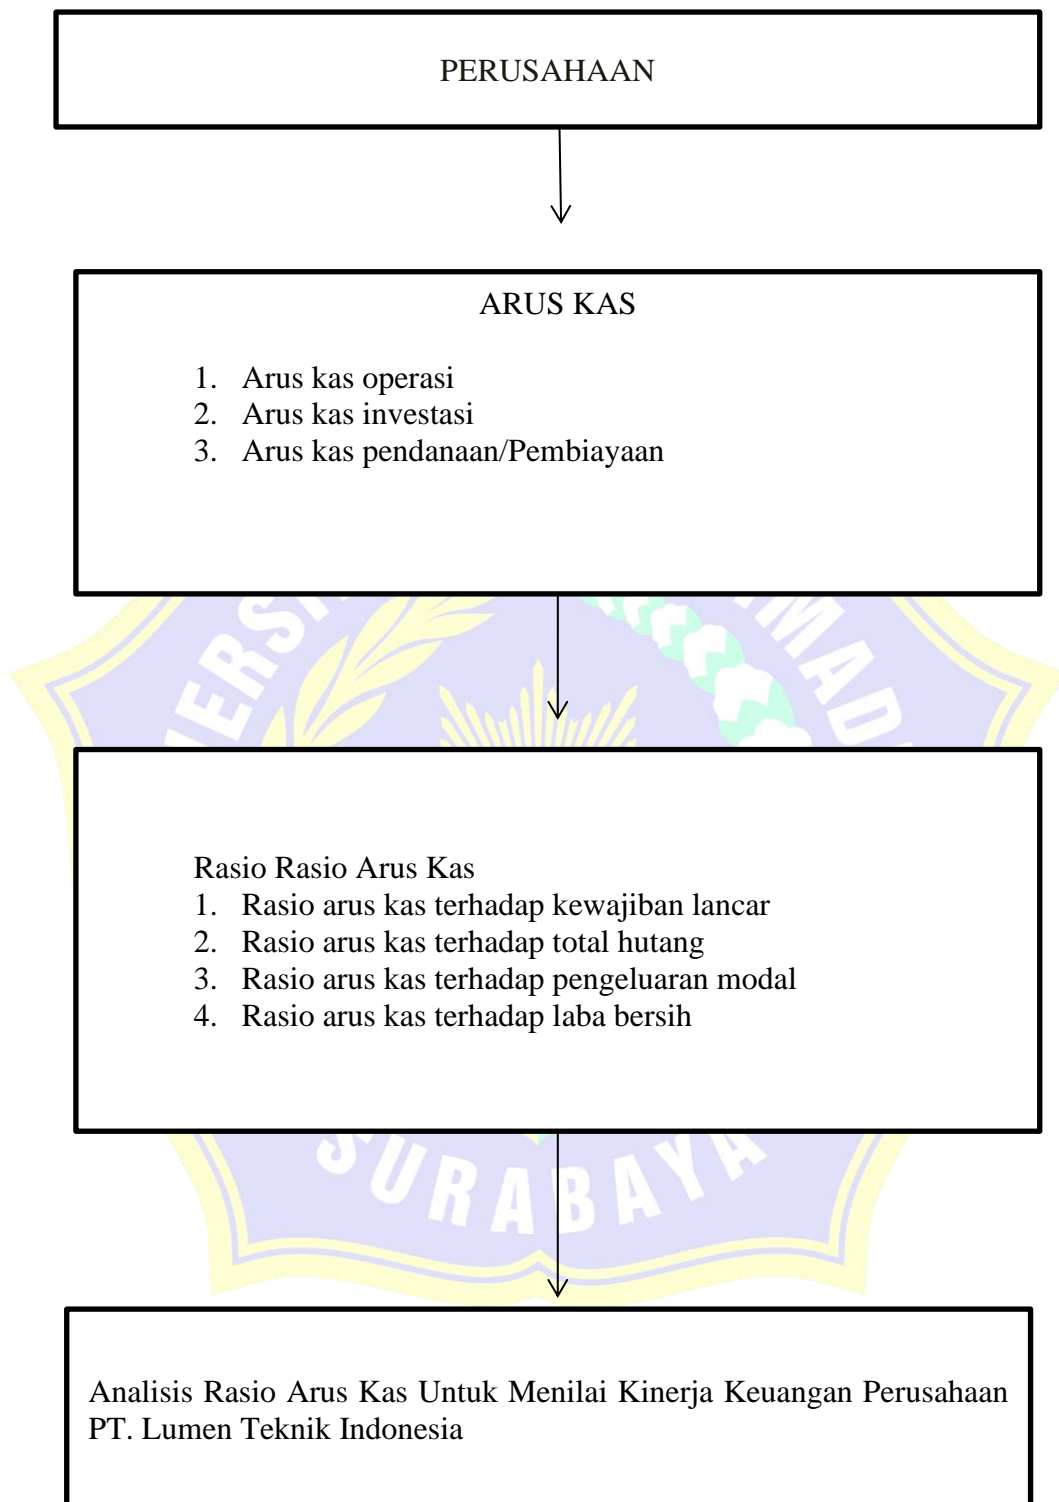 PERUSAHAAN
ARUS KAS
1. Arus kas operasi
2. Arus kas investasi
3. Arus kas pendanaan/Pembiayaan
Rasio Rasio Arus Kas
1. Rasio arus kas terhadap kewajiban lancar
2. Rasio arus kas terhadap total hutang
3. Rasio arus kas terhadap pengeluaran modal
4. Rasio arus kas terhadap laba bersih
SURABAYA
Analisis Rasio Arus Kas Untuk Menilai Kinerja Keuangan Perusahaan
PT. Lumen Teknik Indonesia